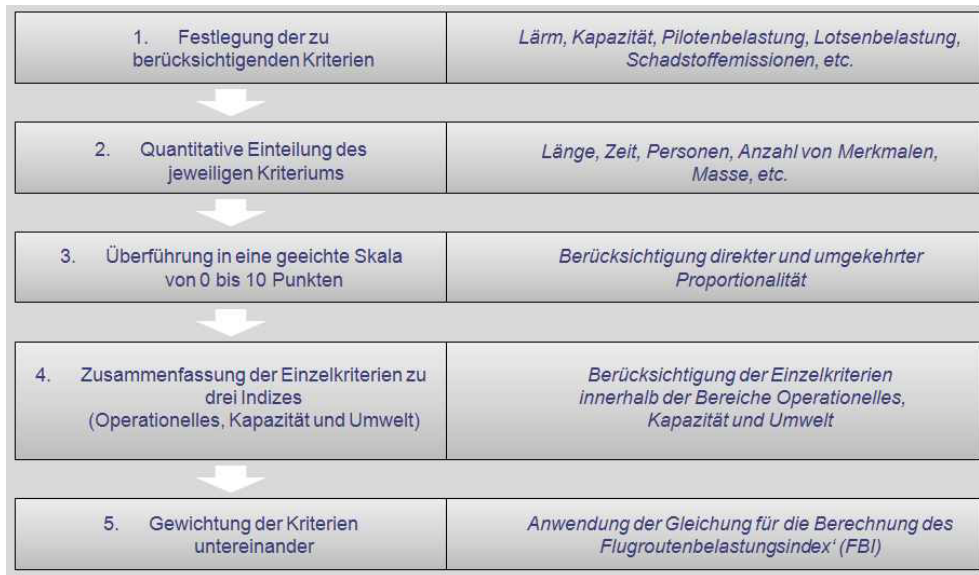 1. Festlegung der zu
berücksichtigenden Kriterien
Lärm, Kapazität, Pilotenbelastung, Lotsenbelastung,
Schadstoffemissionen, etc.
2. Quantitative Einteilung des
jeweiligen Kriteriums
Länge, Zeit, Personen, Anzahl von Merkmalen,
Masse, etc.
3. Überführung in eine geeichte Skala
von 0 bis 10 Punkten
Berücksichtigung direkter und umgekehrter
Proportionalität
4. Zusammenfassung der Einzelkriterien zu
drei Indizes
(Operationelles, Kapazität und Umwelt)
Berücksichtigung der Einzelkriterien
innerhalb der Bereiche Operationelles,
Kapazität und Umwelt
5. Gewichtung der Kriterien
untereinander
Anwendung der Gleichung für die Berechnung des
Flugroutenbelastungsindex‘ (FBI)